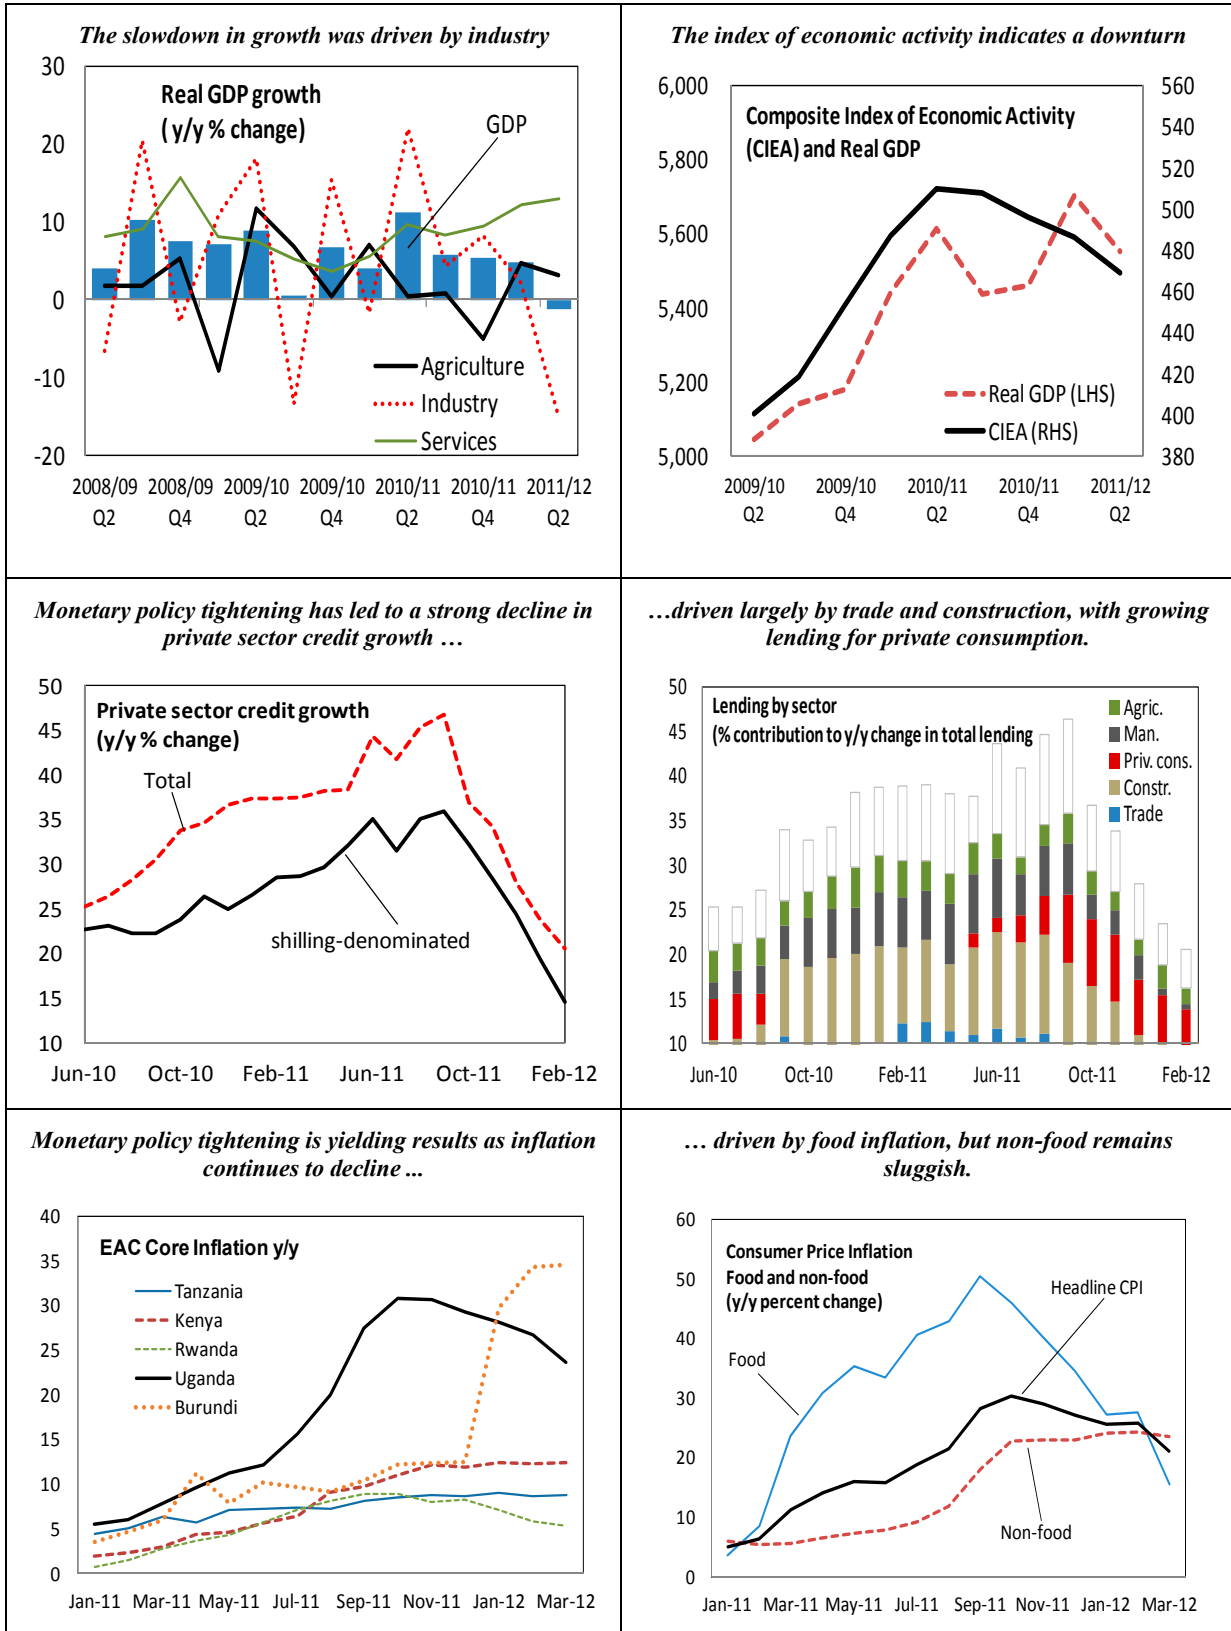 The slowdown in growth was driven by industry
30
20
10
0
-10
-20
Real GDP growth
( y/y % change)
GDP
Agriculture
Industry
Services
2008/09 2008/09 2009/10 2009/10 2010/11 2010/11 2011/12
Q2 Q4 Q2 Q4 Q2 Q4 Q2
The index of economic activity indicates a downturn
6,000
5,800
5,600
5,400
5,200
5,000
560
540
520
500
480
460
440
420
400
380
Composite Index of Economic Activity
(CIEA) and Real GDP
Real GDP (LHS)
CIEA (RHS)
2009/10 2009/10 2010/11 2010/11 2011/12
Q2 Q4 Q2 Q4 Q2
Monetary policy tightening has led to a strong decline in
private sector credit growth …
50
45
40
35
30
25
20
15
10
Private sector credit growth
(y/y % change)
Total
shilling-denominated
Jun-10 Oct-10 Feb-11 Jun-11 Oct-11 Feb-12
…driven largely by trade and construction, with growing
lending for private consumption.
50
45
40
35
30
25
20
15
10
Lending by sector
(% contribution to y/y change in total lending
Agric.
Man.
Priv. cons.
Constr.
Trade
Jun-10 Oct-10 Feb-11 Jun-11 Oct-11 Feb-12
Monetary policy tightening is yielding results as inflation
continues to decline ...
40
35
30
25
20
15
10
5
0
EAC Core Inflation y/y
Tanzania
Kenya
Rwanda
Uganda
Burundi
Jan-11 Mar-11 May-11 Jul-11 Sep-11 Nov-11 Jan-12 Mar-12
… driven by food inflation, but non-food remains
sluggish.
60
50
40
30
20
10
0
Consumer Price Inflation
Food and non-food
(y/y percent change)
Headline CPI
Food
Non-food
Jan-11 Mar-11 May-11 Jul-11 Sep-11 Nov-11 Jan-12 Mar-12